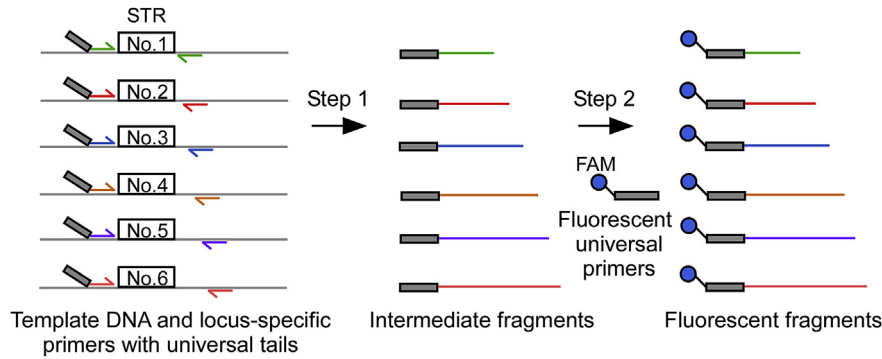 STR
No.1
No.2
No.3
No.4
No.5
No.6
Template DNA and locus-specific
primers with universal tails
Step 1
Intermediate fragments
Step 2
FAM
Fluorescent
universal
primers
Fluorescent fragments